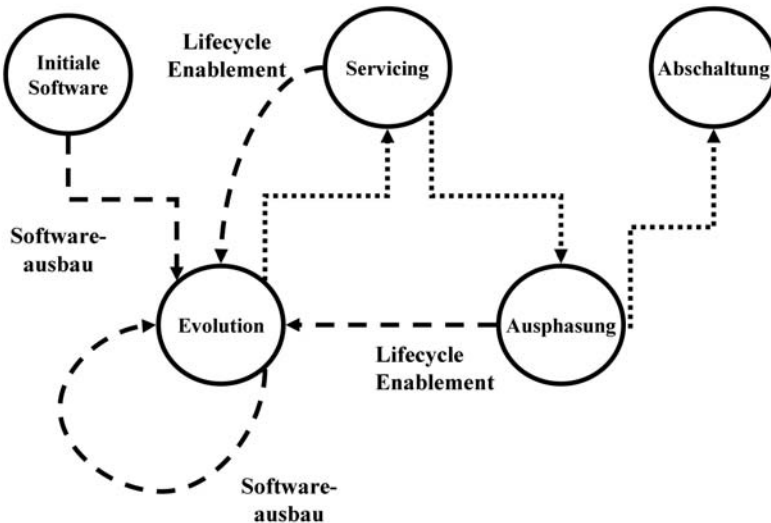 Initiale
Software
Lifecycle
Enablement
Servicing
Abschaltung
Software-
ausbau
Evolution
Ausphasung
Lifecycle
Enablement
Software-
ausbau